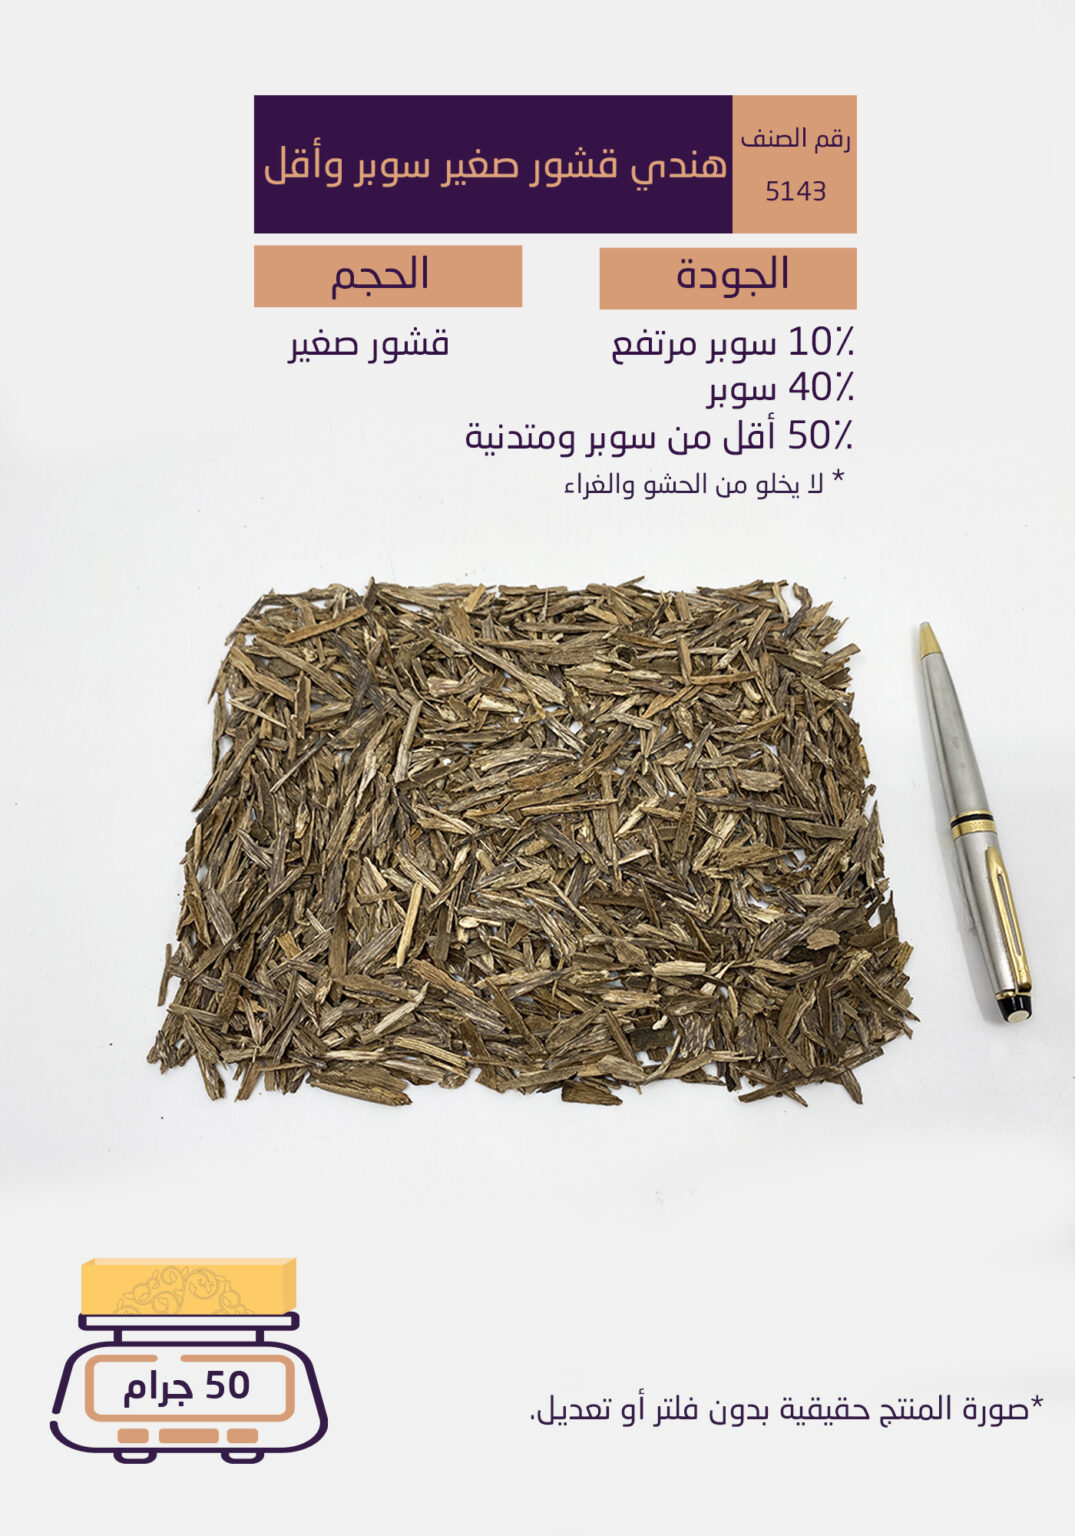 رقم الصنف
5143
هندي قشور صغير سوبر وأقل
الجودة
10٪ سوبر مرتفع
40٪ سوبر
50٪ أقل من سوبر ومتدنية
* لا يخلو من الحشو والغراء
الحجم
قشور صغير
50 جرام
*صورة المنتج حقيقية بدون فلتر أو تعديل.